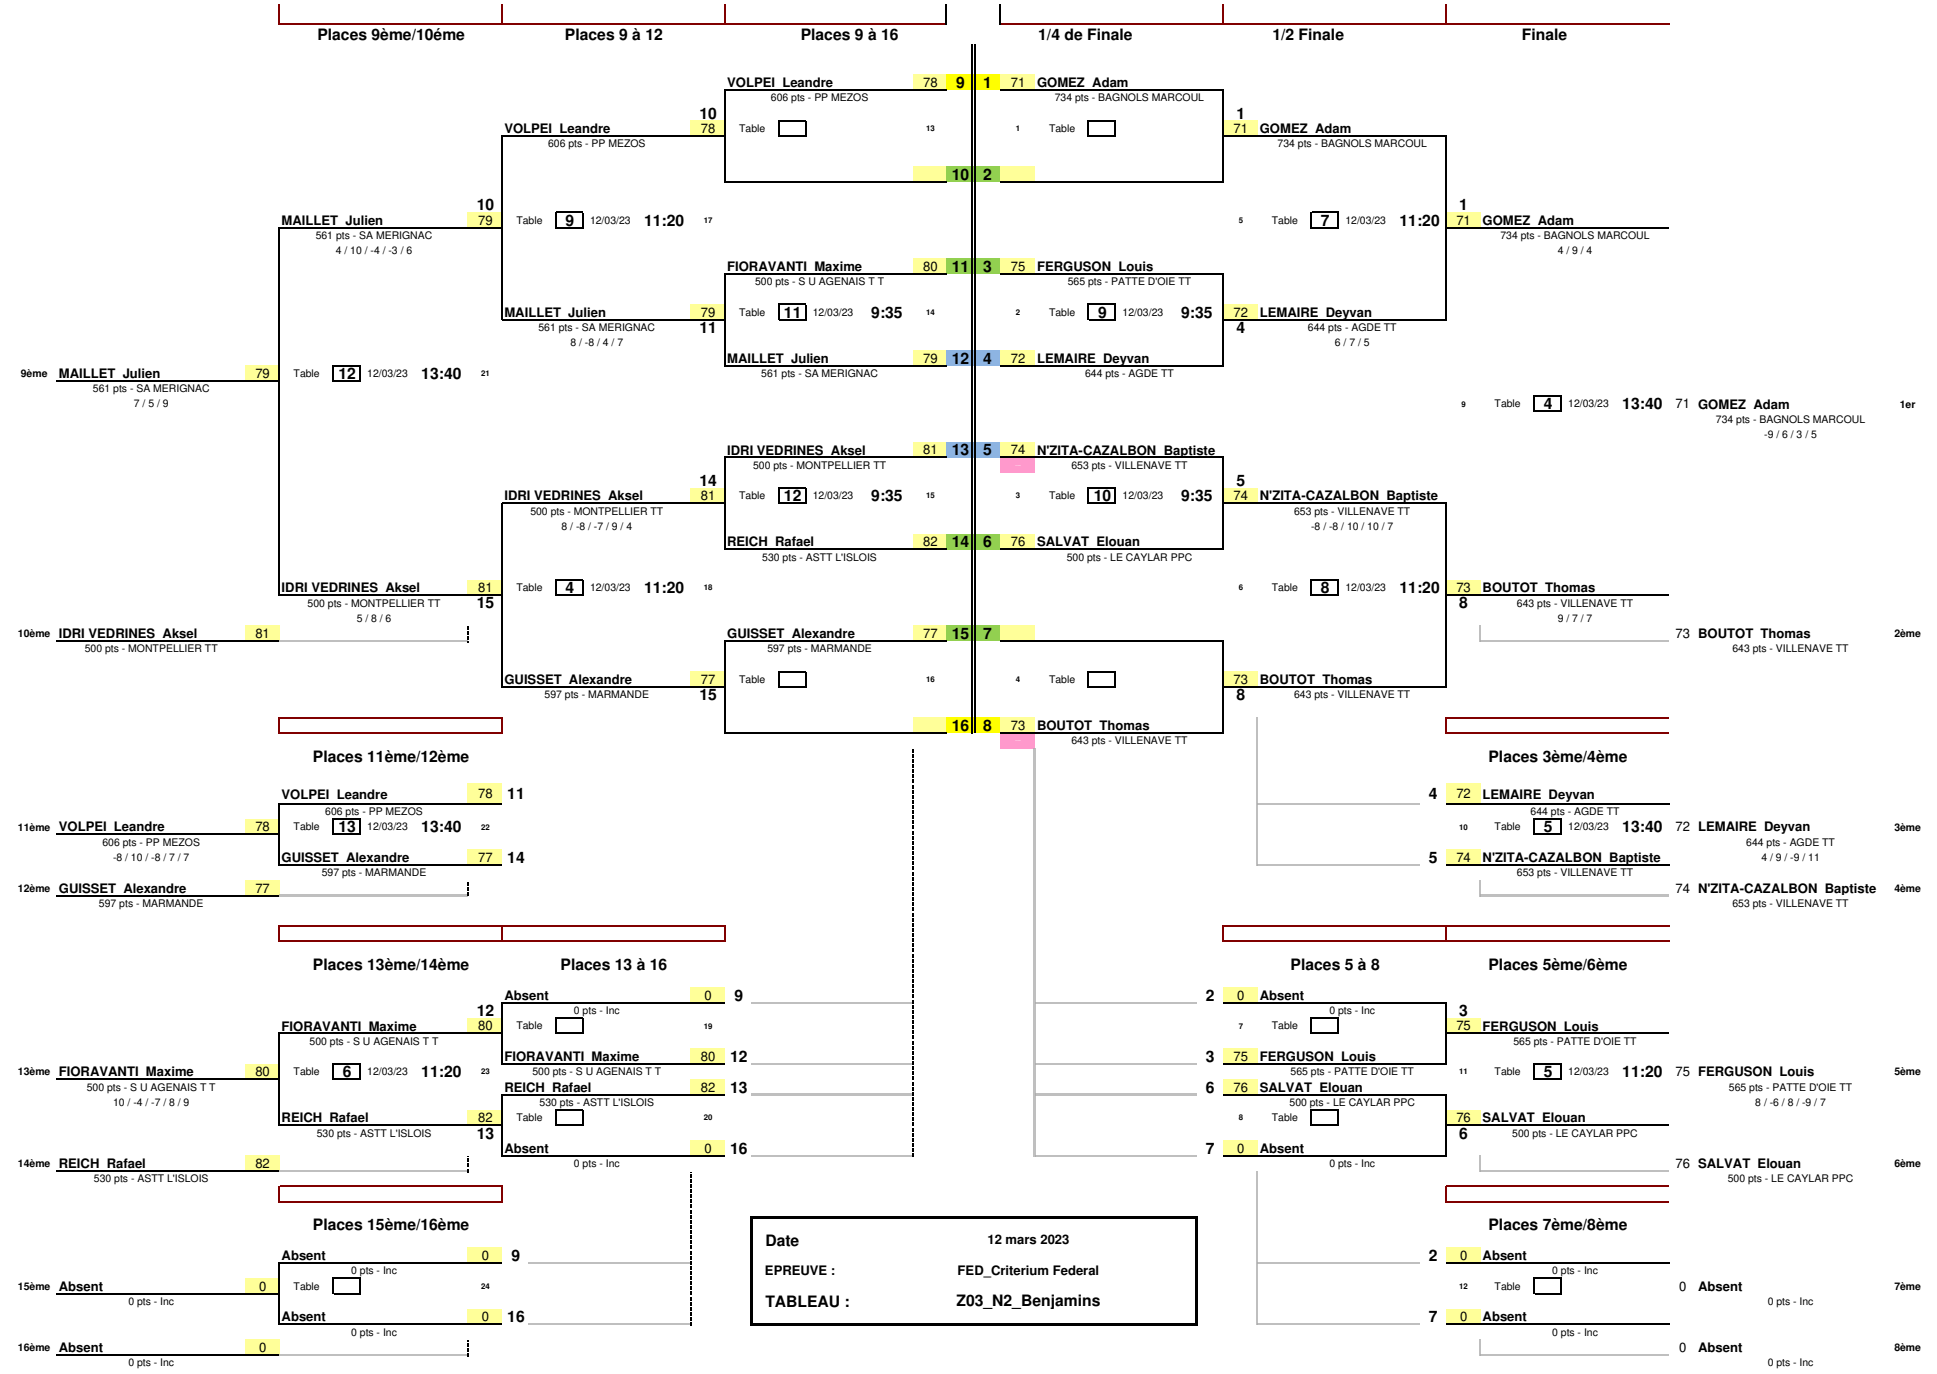 Places 9ème/10éme Places 9 à 12 Places 9 à 16 1/4 de Finale 1/2 Finale Finale
VOLPEI Leandre 78 9 1 71 GOMEZ Adam
606 pts - PP MEZOS 734 pts - BAGNOLS MARCOUL
10 1
VOLPEI Leandre 78 Table 13 1 Table 71 GOMEZ Adam
606 pts - PP MEZOS 734 pts - BAGNOLS MARCOUL
10 2
10 1
MAILLET Julien 79 Table 9 12/03/23 11:20 17 5 Table 7 12/03/23 11:20 71 GOMEZ Adam
561 pts - SA MERIGNAC 734 pts - BAGNOLS MARCOUL
4 / 10 / -4 / -3 / 6 4 / 9 / 4
FIORAVANTI Maxime 80 11 3 75 FERGUSON Louis
500 pts - S U AGENAIS T T 565 pts - PATTE D'OIE TT
MAILLET Julien 79 Table 11 12/03/23 9:35 14 2 Table 9 12/03/23 9:35 72 LEMAIRE Deyvan
561 pts - SA MERIGNAC 11 4 644 pts - AGDE TT
8 / -8 / 4 / 7 6 / 7 / 5
MAILLET Julien 79 12 4 72 LEMAIRE Deyvan
561 pts - SA MERIGNAC 644 pts - AGDE TT
9ème MAILLET Julien 79 Table 12 12/03/23 13:40 21
561 pts - SA MERIGNAC
7 / 5 / 9
9 Table 4 12/03/23 13:40 71 GOMEZ Adam 1er
734 pts - BAGNOLS MARCOUL
-9 / 6 / 3 / 5
IDRI VEDRINES Aksel 81 13 5 74 N'ZITA-CAZALBON Baptiste
500 pts - MONTPELLIER TT 653 pts - VILLENAVE TT
14 5
IDRI VEDRINES Aksel 81 Table 12 12/03/23 9:35 15 3 Table 10 12/03/23 9:35 74 N'ZITA-CAZALBON Baptiste
500 pts - MONTPELLIER TT 653 pts - VILLENAVE TT
8 / -8 / -7 / 9 / 4 -8 / -8 / 10 / 10 / 7
REICH Rafael 82 14 6 76 SALVAT Elouan
530 pts - ASTT L'ISLOIS 500 pts - LE CAYLAR PPC
IDRI VEDRINES Aksel 81 Table 4 12/03/23 11:20 18 6 Table 8 12/03/23 11:20 73 BOUTOT Thomas
500 pts - MONTPELLIER TT 15 8 643 pts - VILLENAVE TT
5 / 8 / 6 9 / 7 / 7
10ème IDRI VEDRINES Aksel 81 GUISSET Alexandre 77 15 7 73 BOUTOT Thomas 2ème
500 pts - MONTPELLIER TT 597 pts - MARMANDE 643 pts - VILLENAVE TT
GUISSET Alexandre 77 Table 16 4 Table 73 BOUTOT Thomas
597 pts - MARMANDE 15 8 643 pts - VILLENAVE TT
16 8 73 BOUTOT Thomas
643 pts - VILLENAVE TT
Places 11ème/12ème Places 3ème/4ème
VOLPEI Leandre 78 11 4 72 LEMAIRE Deyvan
606 pts - PP MEZOS 644 pts - AGDE TT
11ème VOLPEI Leandre 78 Table 13 12/03/23 13:40 22 10 Table 5 12/03/23 13:40 72 LEMAIRE Deyvan 3ème
606 pts - PP MEZOS 644 pts - AGDE TT
-8 / 10 / -8 / 7 / 7 4 / 9 / -9 / 11
GUISSET Alexandre 77 14 5 74 N'ZITA-CAZALBON Baptiste
597 pts - MARMANDE 653 pts - VILLENAVE TT
12ème GUISSET Alexandre 77 74 N'ZITA-CAZALBON Baptiste 4ème
597 pts - MARMANDE 653 pts - VILLENAVE TT
Places 13ème/14ème Places 13 à 16 Places 5 à 8 Places 5ème/6ème
Absent 0 9 2 0 Absent
0 pts - Inc 0 pts - Inc
12 3
FIORAVANTI Maxime 80 Table 19 7 Table 75 FERGUSON Louis
500 pts - S U AGENAIS T T 565 pts - PATTE D'OIE TT
FIORAVANTI Maxime 80 12 3 75 FERGUSON Louis
500 pts - S U AGENAIS T T 565 pts - PATTE D'OIE TT
13ème FIORAVANTI Maxime 80 Table 6 12/03/23 11:20 23 11 Table 5 12/03/23 11:20 75 FERGUSON Louis 5ème
500 pts - S U AGENAIS T T 565 pts - PATTE D'OIE TT
10 / -4 / -7 / 8 / 9 8 / -6 / 8 / -9 / 7
REICH Rafael 82 13 6 76 SALVAT Elouan
530 pts - ASTT L'ISLOIS 500 pts - LE CAYLAR PPC
REICH Rafael 82 Table 20 8 Table 76 SALVAT Elouan
530 pts - ASTT L'ISLOIS 13 6 500 pts - LE CAYLAR PPC
Absent 0 16 7 0 Absent
0 pts - Inc 0 pts - Inc
14ème REICH Rafael 82 76 SALVAT Elouan 6ème
530 pts - ASTT L'ISLOIS 500 pts - LE CAYLAR PPC
Places 15ème/16ème Places 7ème/8ème
Date 12 mars 2023
Absent 0 9 2 0 Absent
0 pts - Inc 0 pts - Inc
EPREUVE : FED_Criterium Federal
15ème Absent 0 Table 24 12 Table 0 Absent 7ème
0 pts - Inc 0 pts - Inc
TABLEAU : Z03_N2_Benjamins
Absent 0 16 7 0 Absent
0 pts - Inc 0 pts - Inc
16ème Absent 0 0 Absent 8ème
0 pts - Inc 0 pts - Inc